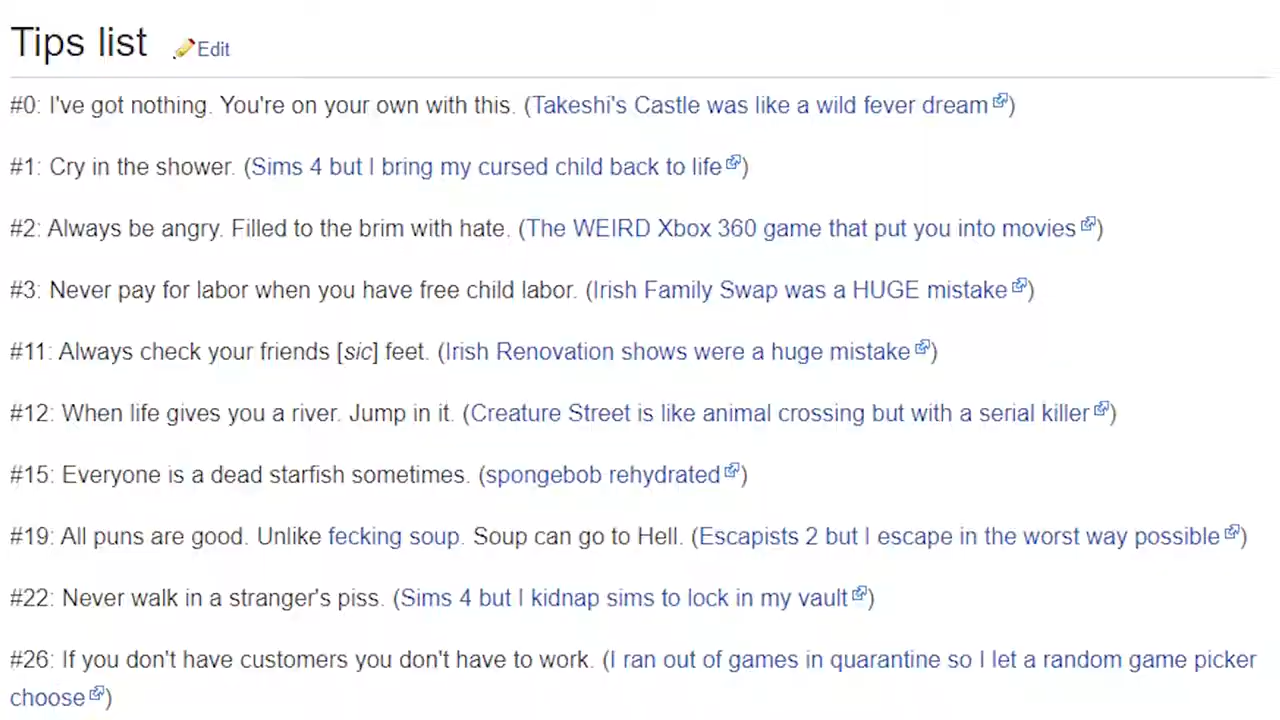 Tips list Edit
#0: I've got nothing. You're on your own with this. (Takeshi's Castle was like a wild fever dream)
#1: Cry in the shower. (Sims 4 but I bring my cursed child back to life)
#2: Always be angry. Filled to the brim with hate. (The WEIRD Xbox 360 game that put you into movies)
#3: Never pay for labor when you have free child labor. (Irish Family Swap was a HUGE mistake)
#11: Always check your friends [sic] feet. (Irish Renovation shows were a huge mistake)
#12: When life gives you a river. Jump in it. (Creature Street is like animal crossing but with a serial killer)
#15: Everyone is a dead starfish sometimes. (spongebob rehydrated)
#19: All puns are good. Unlike fecking soup. Soup can go to Hell. (Escapists 2 but I escape in the worst way possible)
#22: Never walk in a stranger's piss. (Sims 4 but I kidnap sims to lock in my vault)
#26: If you don't have customers you don't have to work. (I ran out of games in quarantine so I let a random game picker
choose)